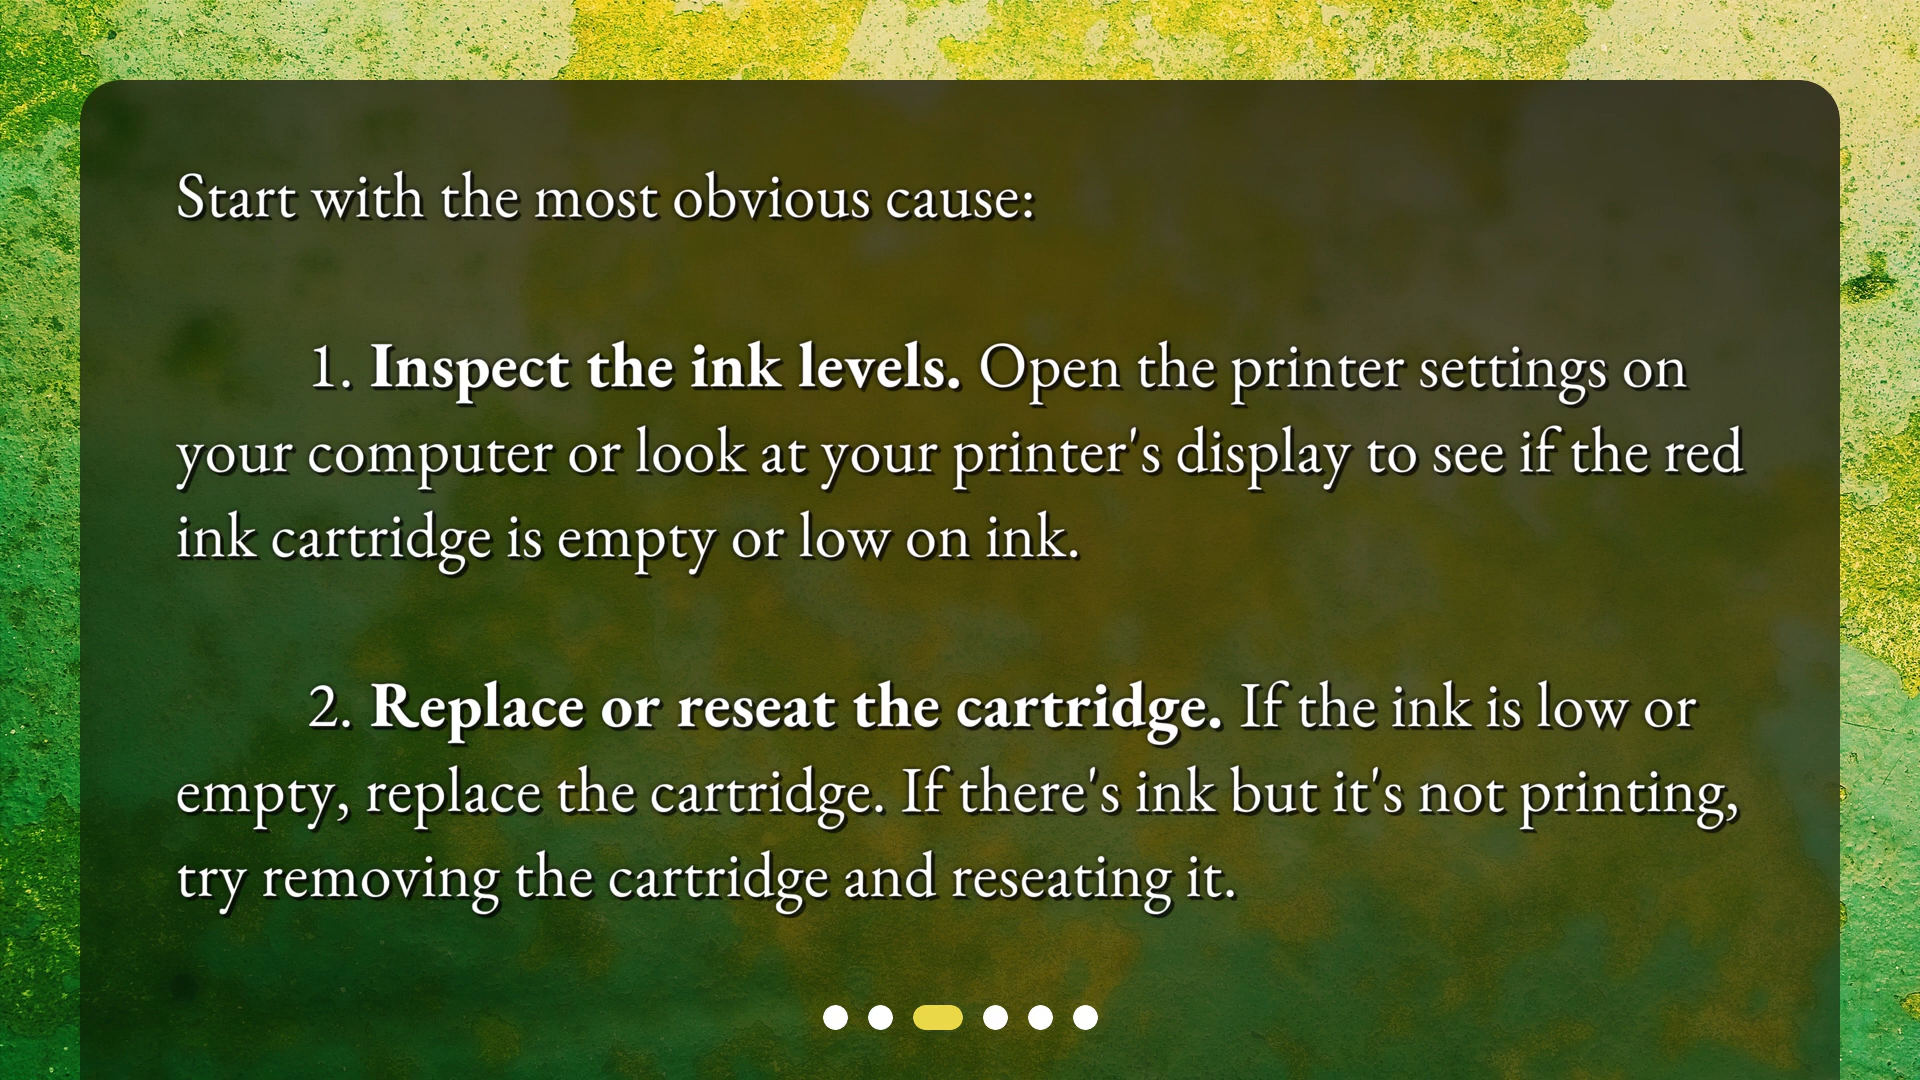 Start with the most obvious cause:
1. Inspect the ink levels. Open the printer settings on
your computer or look at your printer's display to see if the red
ink cartridge is empty or low on ink.
2. Replace or reseat the cartridge. If the ink is low or
empty, replace the cartridge. If there's ink but it's not printing,
try removing the cartridge and reseating it.